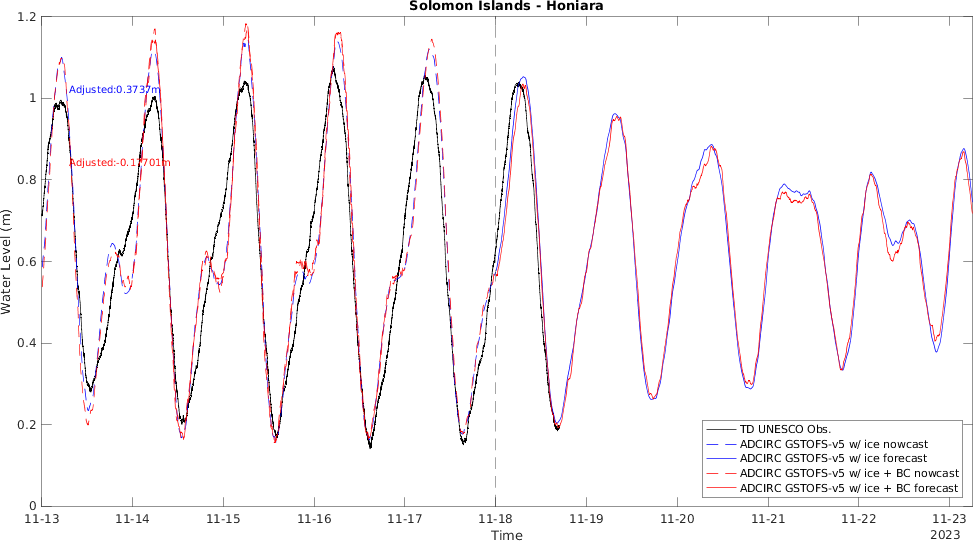 Solomon Islands - Honiara
1.2
1
0.8
0.6
0.4
0.2
0
Water Level (m)
Adjusted:0.3737m
Adjusted:-0.17701m
TD UNESCO Obs.
ADCIRC GSTOFS-v5 w/ ice nowcast
ADCIRC GSTOFS-v5 w/ ice forecast
ADCIRC GSTOFS-v5 w/ ice + BC nowcast
ADCIRC GSTOFS-v5 w/ ice + BC forecast
11-13 11-14 11-15 11-16 11-17 11-18 11-19 11-20 11-21 11-22 11-23
Time
2023